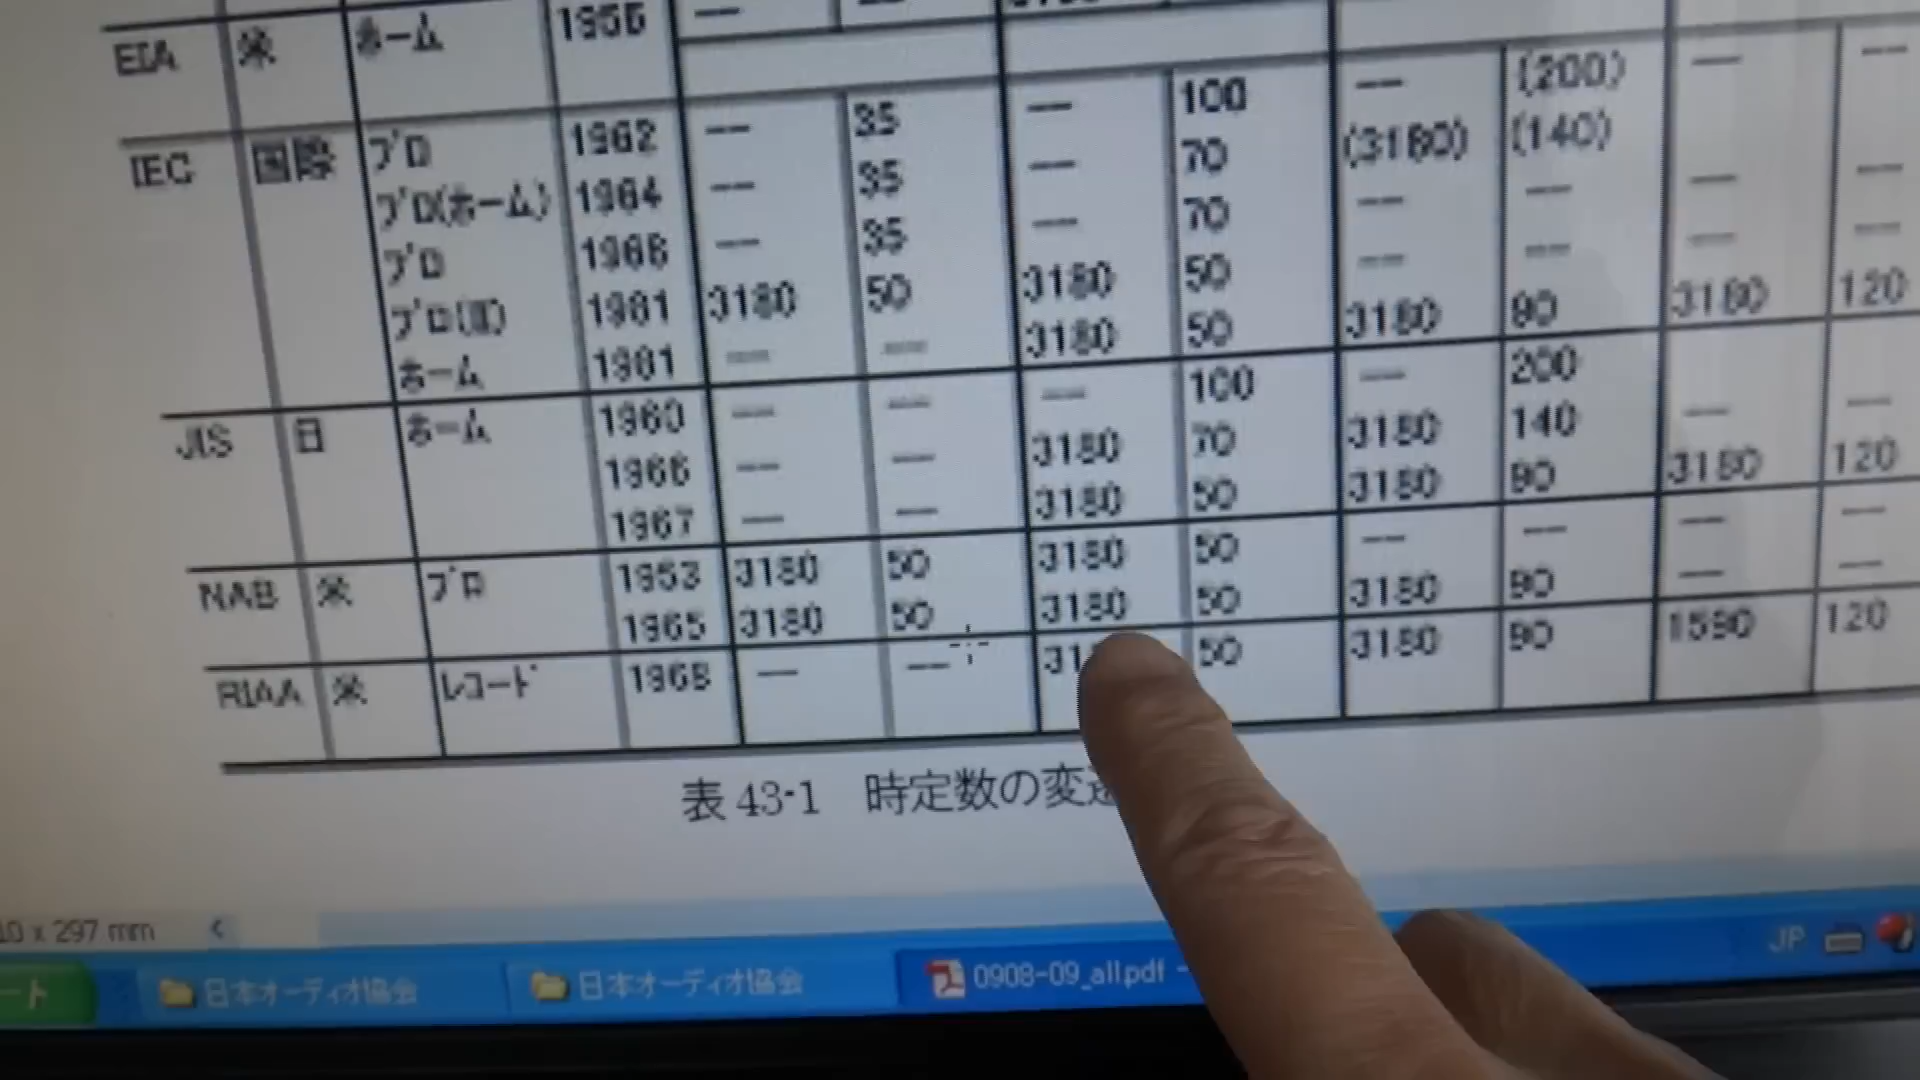 EIA 米 ホーム 1955 --
IEC 国際 プロ 1962 -- 35 -- 100 -- (200) -- --
プロ(ホーム) 1964 -- 35 -- 70 (3180) (140)
プロ 1968 -- 35 -- 70 -- -- -- --
プロ(Ⅱ) 1981 3180 50 3180 50 -- -- -- --
ホーム 1981 -- -- 3180 50 3180 90 3180 120
JIS 日 ホーム 1960 -- -- -- 100 -- 200
1966 -- -- 3180 70 3180 140 -- --
1967 -- -- 3180 50 3180 90 3180 120
NAB 米 プロ 1953 3180 50 3180 50 -- -- -- --
1965 3180 50 3180 50 3180 90 -- --
RIAA 米 レコード 1968 -- -- 31 50 3180 90 1590 120
表 43-1 時定数の変
10 x 297 mm <
ート 日本オーディオ協会 日本オーディオ協会 0908-09_all.pdf - JP